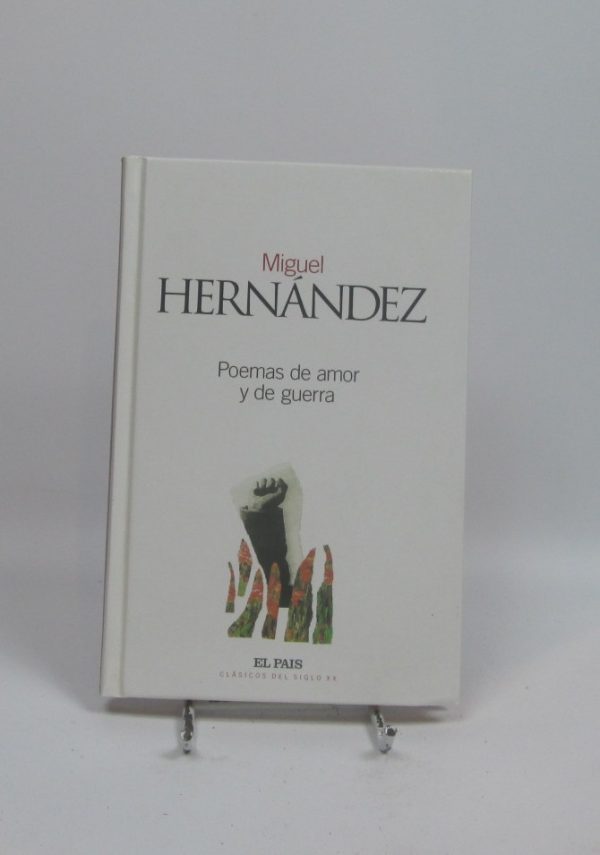 Miguel
HERNÁNDEZ
Poemas de amor
y de guerra
EL PAIS
CLÁSICOS DEL SIGLO XX